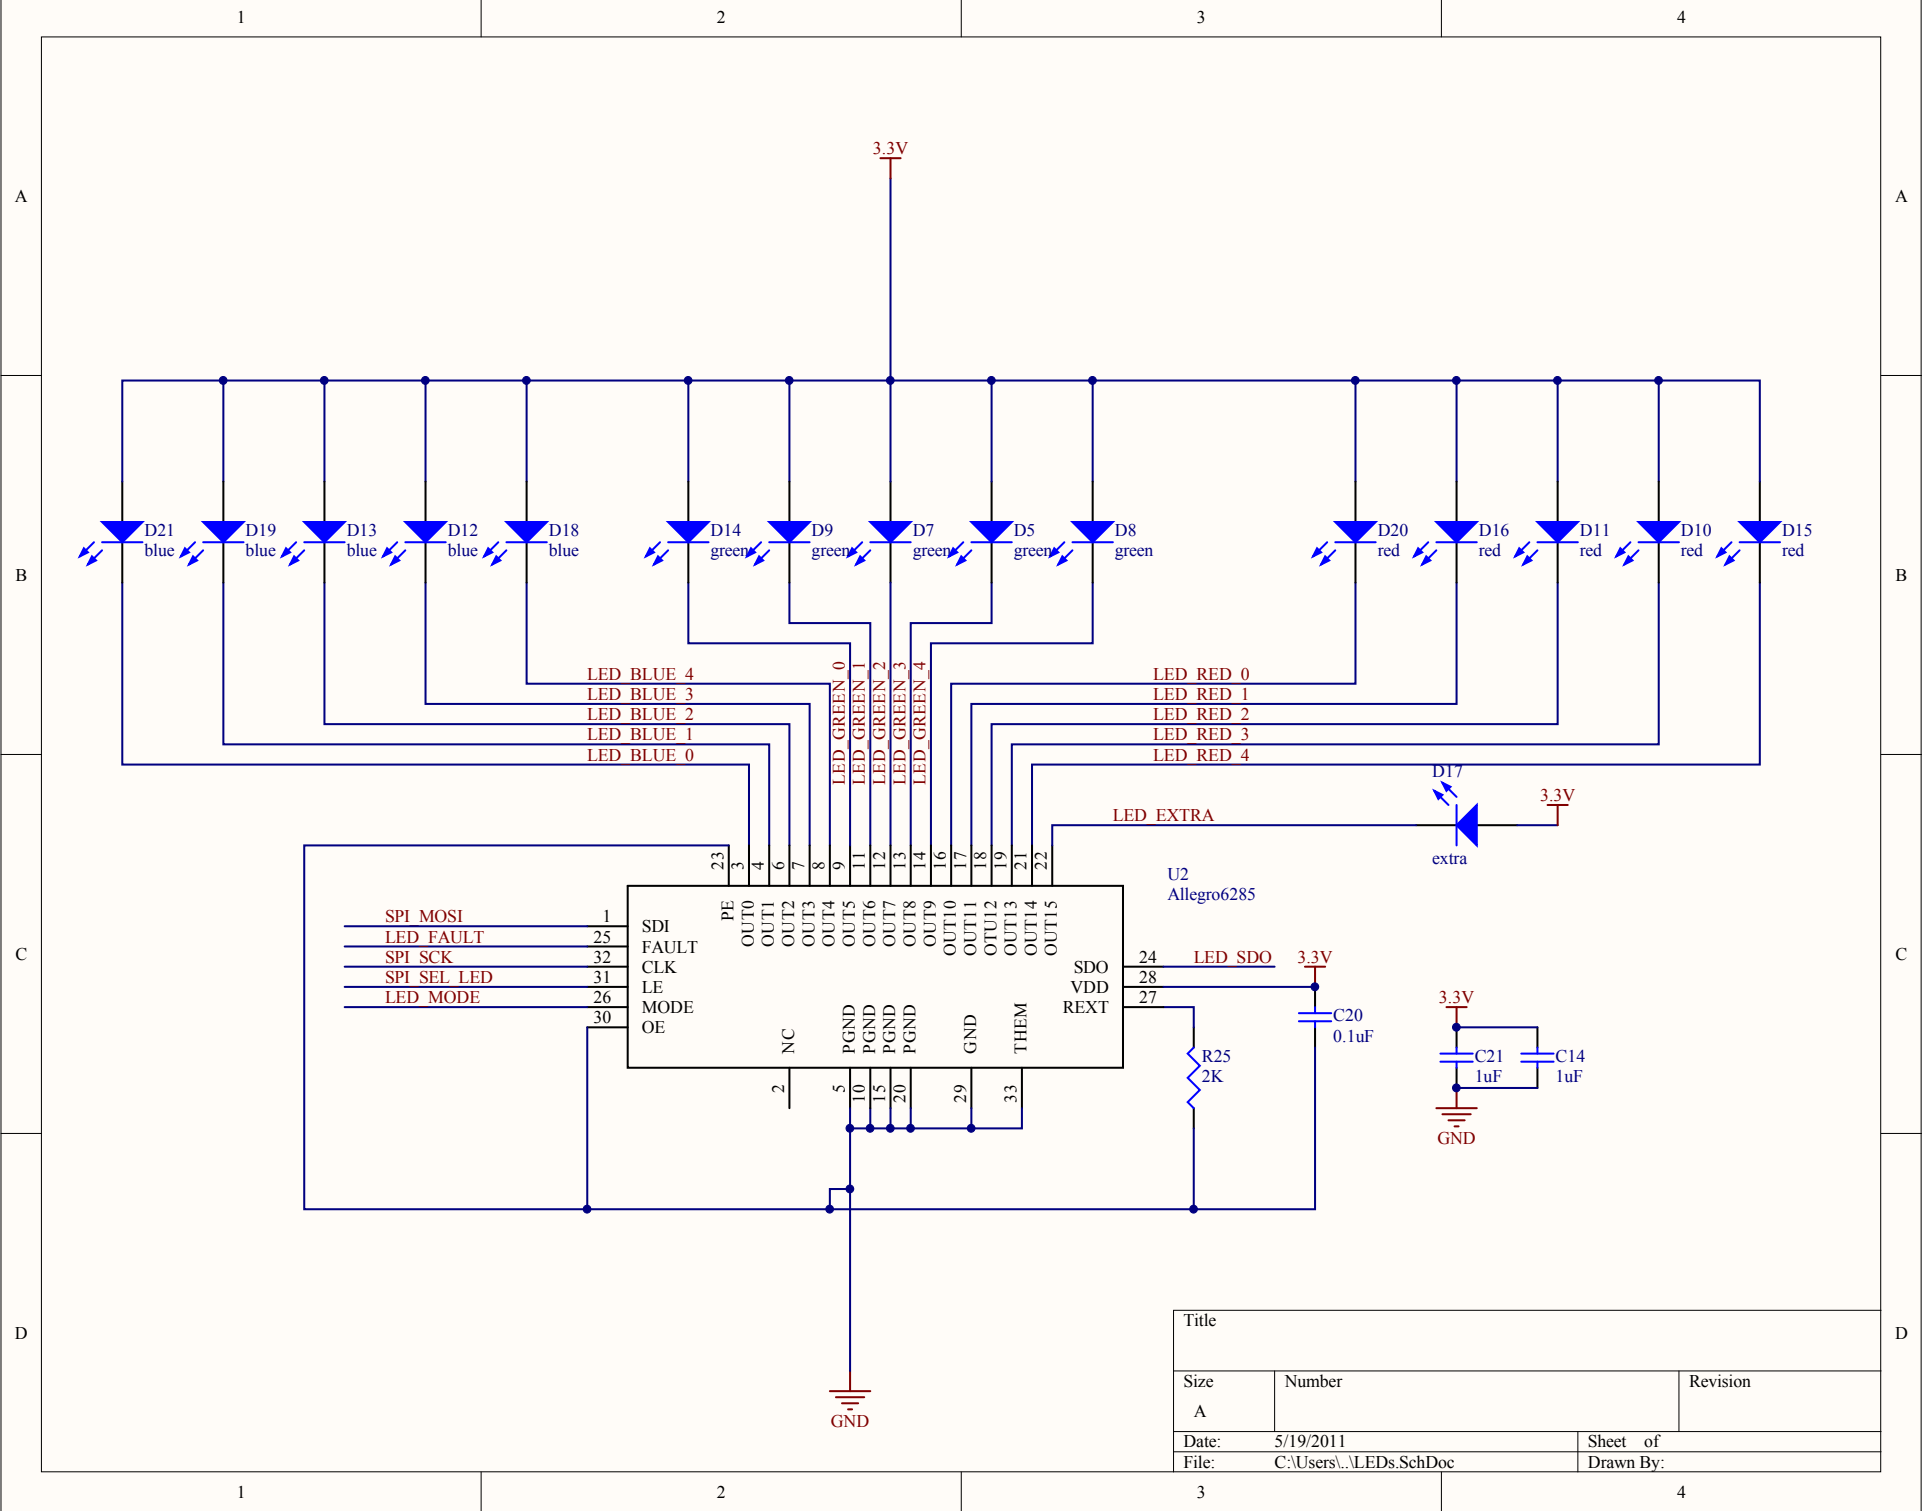 1 2 3 4
A A
3.3V
D21 D19 D13 D12 D18 D14 D9 D7 D5 D8 D20 D16 D11 D10 D15
blue blue blue blue blue green green green green green red red red red red
B B
LED_GREEN_0
LED_GREEN_1
LED_GREEN_2
LED_GREEN_3
LED_GREEN_4
LED_BLUE_4 LED_RED_0
LED_BLUE_3 LED_RED_1
LED_BLUE_2 LED_RED_2
LED_BLUE_1 LED_RED_3
LED_BLUE_0 LED_RED_4
D17
3.3V
LED_EXTRA
extra
23 3 4 6 7 8 9 11 12 13 14 16 17 18 19 21 22
U2
Allegro6285
PE OUT0 OUT1 OUT2 OUT3 OUT4 OUT5 OUT6 OUT7 OUT8 OUT9 OUT10 OUT11 OTU12 OUT13 OUT14 OUT15
SPI_MOSI 1 SDI
LED_FAULT 25 FAULT
SPI_SCK 32 CLK
SPI_SEL_LED 31 LE
LED_MODE 26 MODE
30 OE
C C
SDO 24 LED_SDO 3.3V
VDD 28
REXT 27
C20
0.1uF
3.3V
NC PGND PGND PGND PGND GND THEM
R25
2K
C21 C14
1uF 1uF
2 5 10 15 20 29 33
GND
D D
GND
Title
Size Number Revision
A
Date: 5/19/2011 Sheet of
File: C:\Users\..\LEDs.SchDoc Drawn By:
1 2 3 4